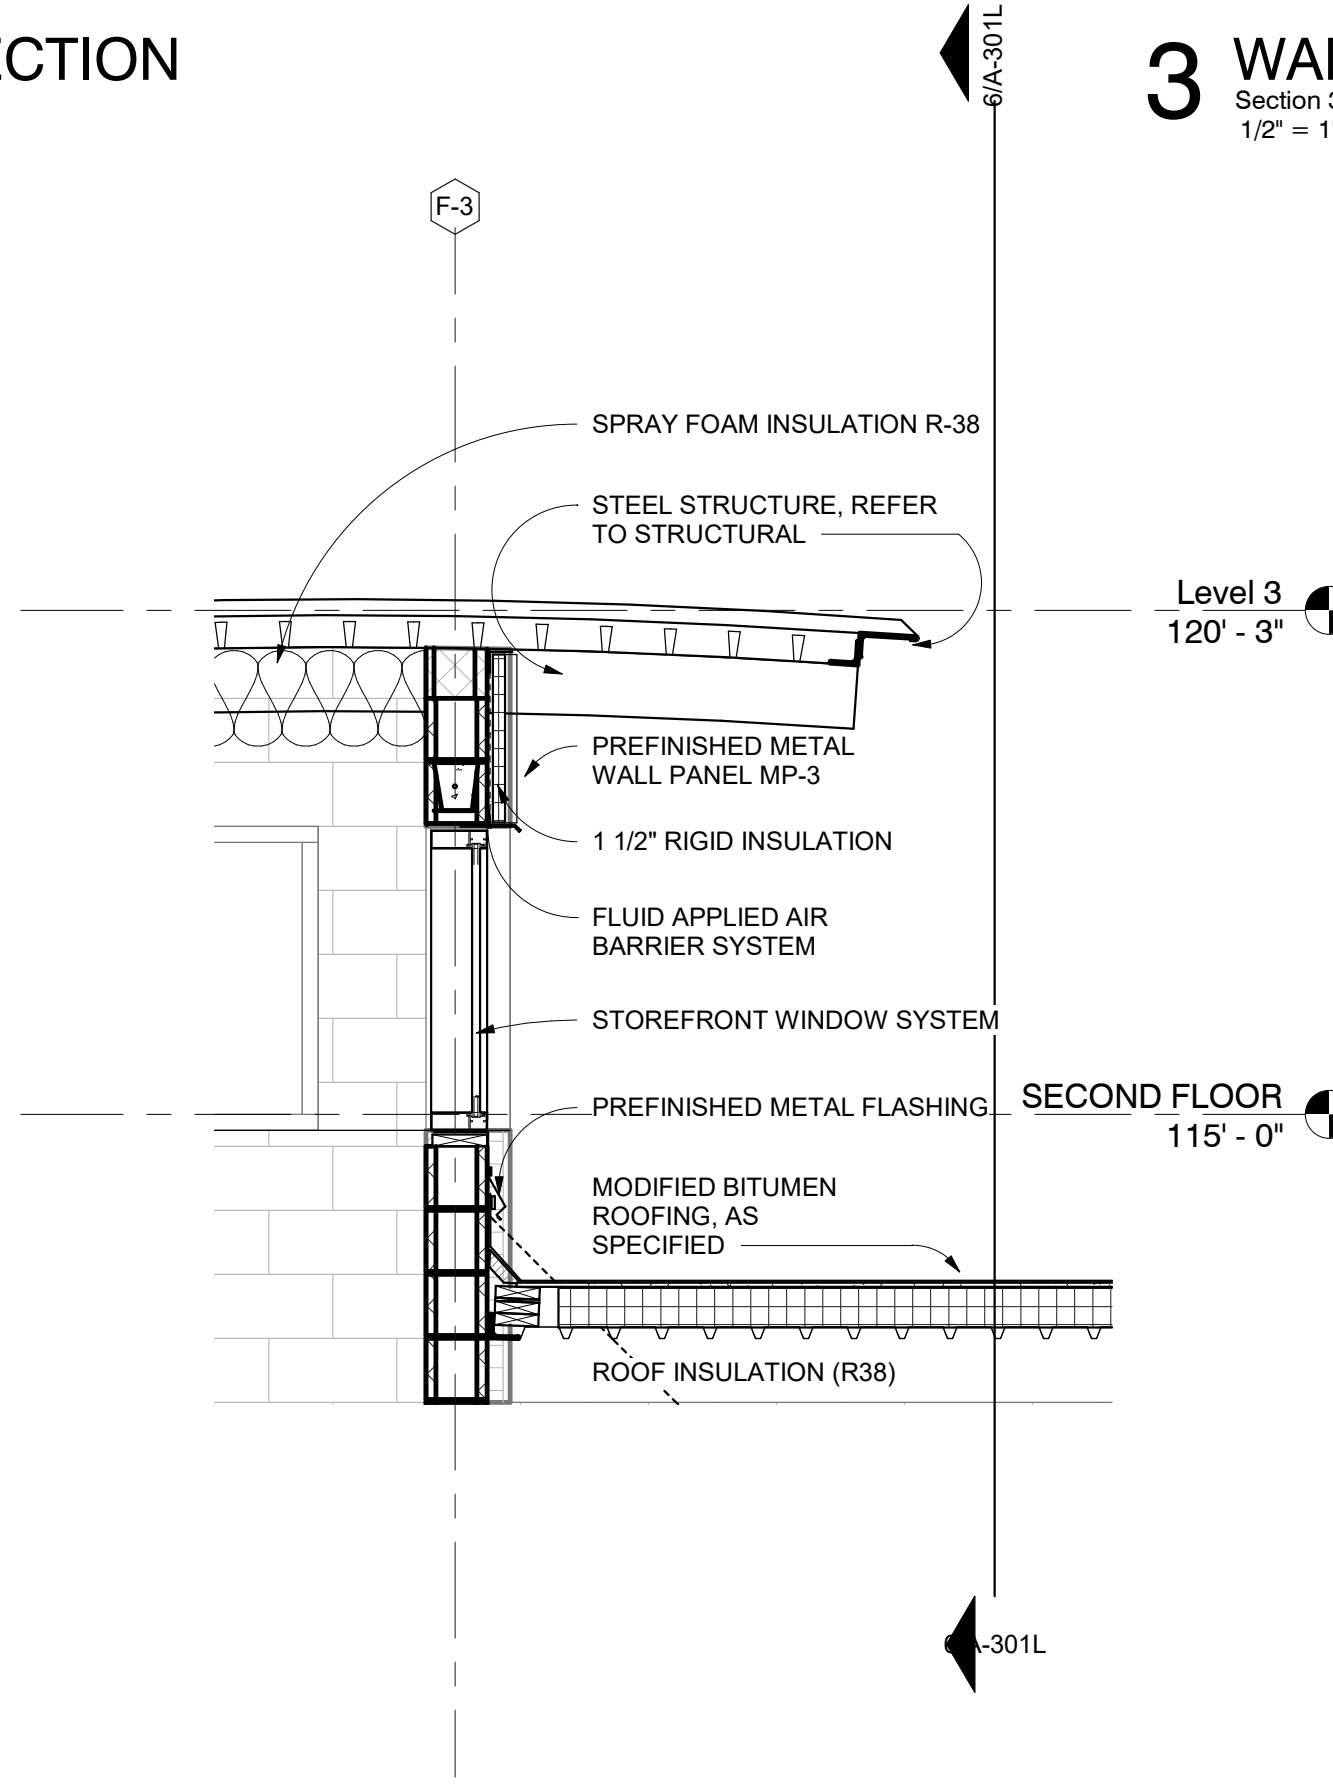 ECTION
6/A-301L
3
WAL
Section 3
1/2" = 1'
F-3
SPRAY FOAM INSULATION R-38
STEEL STRUCTURE, REFER
TO STRUCTURAL
Level 3
120' - 3"
PREFINISHED METAL
WALL PANEL MP-3
1 1/2" RIGID INSULATION
FLUID APPLIED AIR
BARRIER SYSTEM
STOREFRONT WINDOW SYSTEM
PREFINISHED METAL FLASHING
SECOND FLOOR
115' - 0"
MODIFIED BITUMEN
ROOFING, AS
SPECIFIED
ROOF INSULATION (R38)
6/A-301L